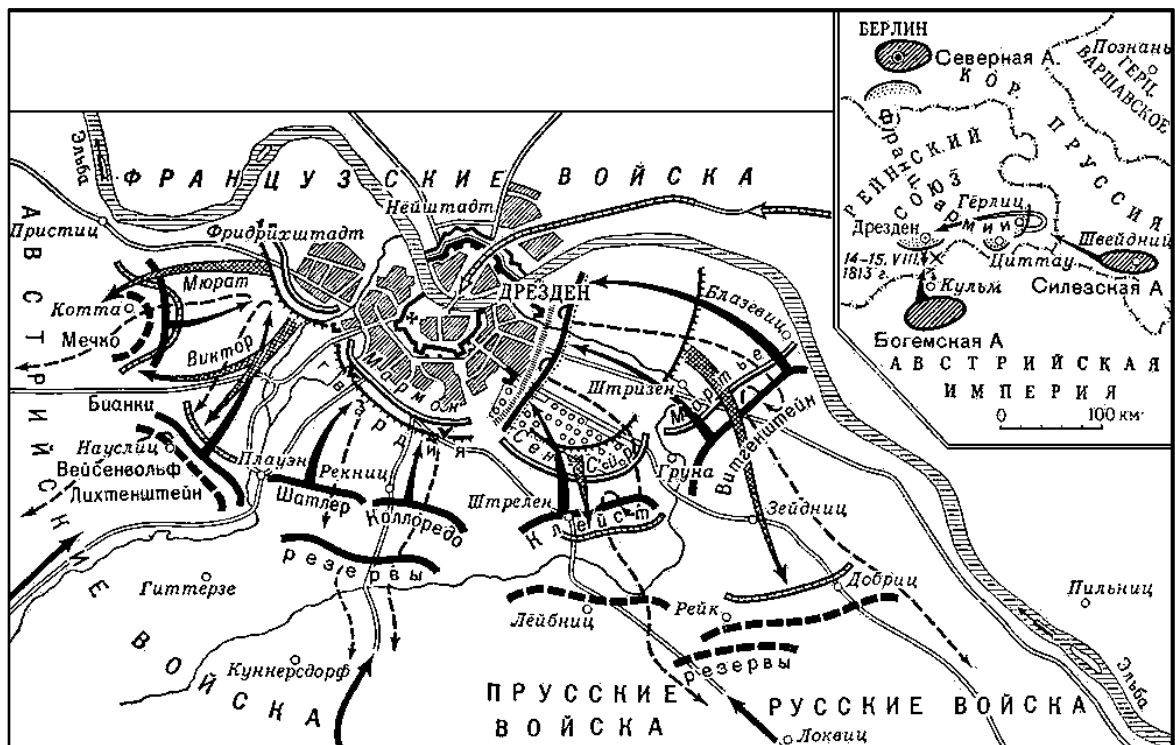 БЕРЛИН
Северная А.
Познань
ГЕРЦ.
ВАРШАВСКОЕ
КОР.
ПРУССИЯ
Француз. армии
РЕЙНСКИЙ
СОЮЗ
Гёрлиц
Дрезден
Швейдниц
14-15. VIII.
1813 г.
Циттау
Кульм
Силезская А.
Богемская А
АВСТРИЙСКАЯ
ИМПЕРИЯ
0 100 км
Эльба
ФРАНЦУЗСКИЕ ВОЙСКА
Нейштадт
Пристиц
Фридрихштадт
АВСТРИЙСКИЕ ВОЙСКА
Мюрат
ДРЕЗДЕН
Блазевиц
Котта
Мечко
Виктор
Мармон
гвардия
Штризен
Мортье
Бианки
Сен Сир
Витгенштейн
Науслиц
Плауэн
Груна
Вейсенвольф
Рекниц
Лихтенштейн
Шатлер
Коллоредо
Штрелен
Клейст
Зейдниц
резервы
Гиттерзе
Добриц
Пильниц
Лейбниц
Рейк
резервы
Куннерсдорф
Эльба
ПРУССКИЕ
ВОЙСКА
РУССКИЕ ВОЙСКА
Локвиц